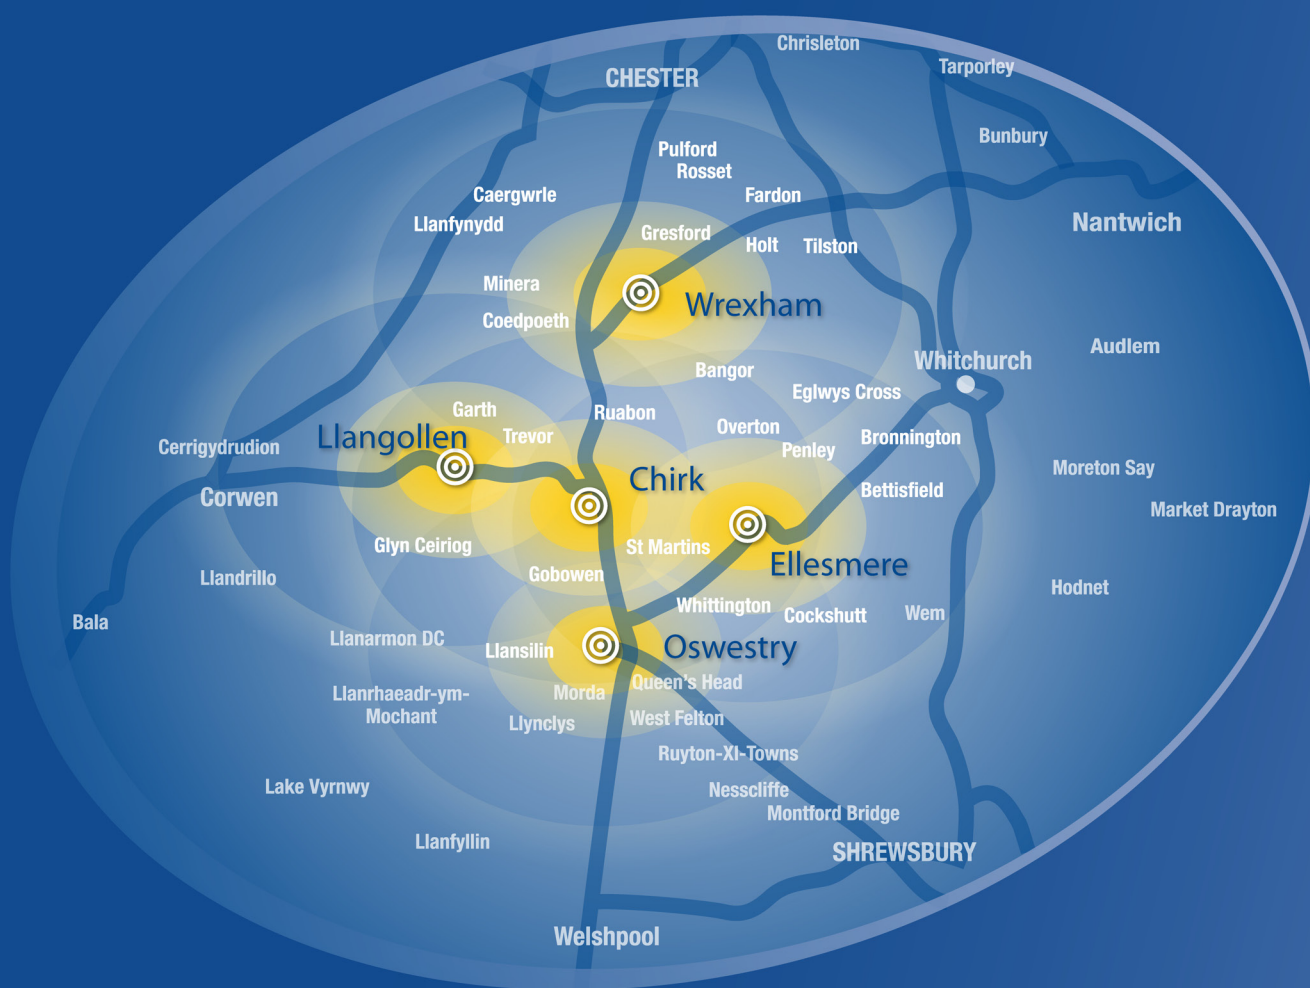 Chrisleton
Tarporley
CHESTER
Bunbury
Pulford
Rosset
Caergwrle
Fardon
Llanfynydd
Nantwich
Gresford
Holt
Tilston
Minera
Wrexham
Coedpoeth
Audlem
Whitchurch
Bangor
Eglwys Cross
Garth
Ruabon
Overton
Trevor
Llangollen
Bronnington
Cerrigydrudion
Penley
Moreton Say
Chirk
Bettisfield
Corwen
Market Drayton
Glyn Ceiriog
St Martins
Ellesmere
Gobowen
Llandrillo
Hodnet
Whittington
Cockshutt
Wem
Bala
Llanarmon DC
Oswestry
Llansilin
Queen's Head
Morda
Llanrhaeadr-ym-
Mochant
West Felton
Llynclys
Ruyton-XI-Towns
Lake Vyrnwy
Nesscliffe
Montford Bridge
Llanfyllin
SHREWSBURY
Welshpool